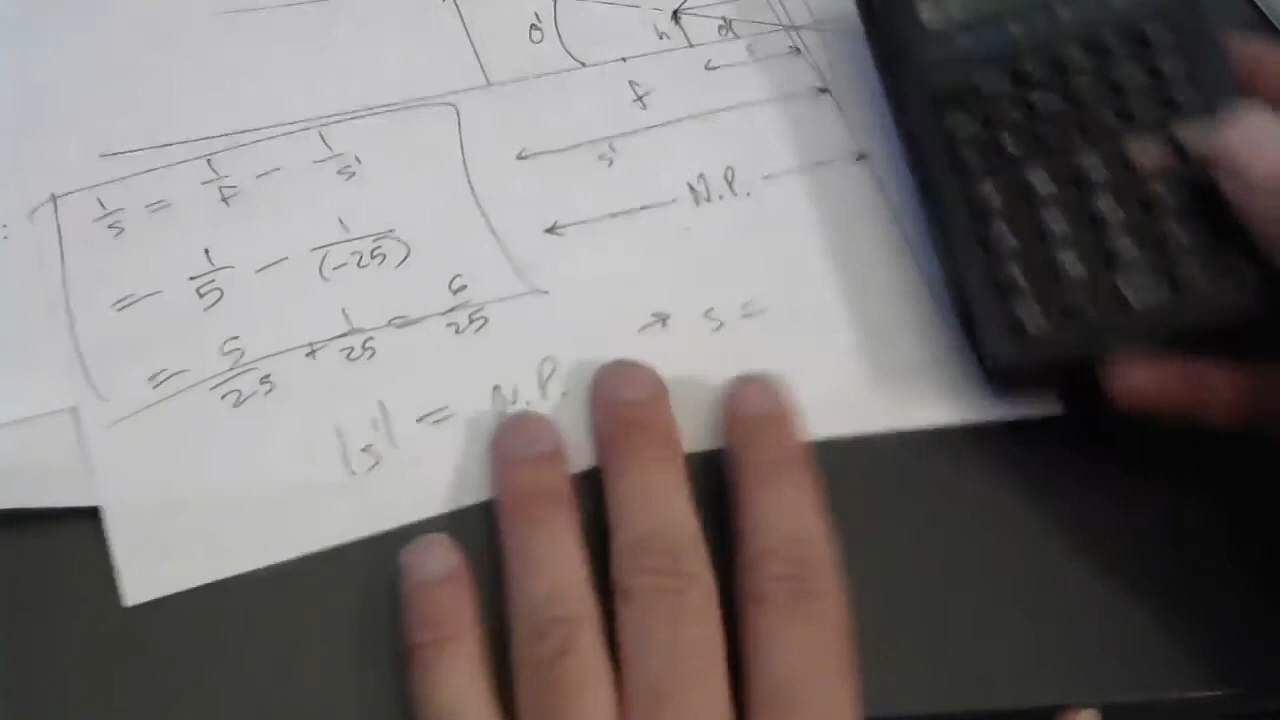 θ' h α
f
s'
N.P.
1/s = 1/f - 1/s'
= 1/5 - 1/(-25)
= 5/25 + 1/25 = 6/25
→ s =
|s'| = N.P.